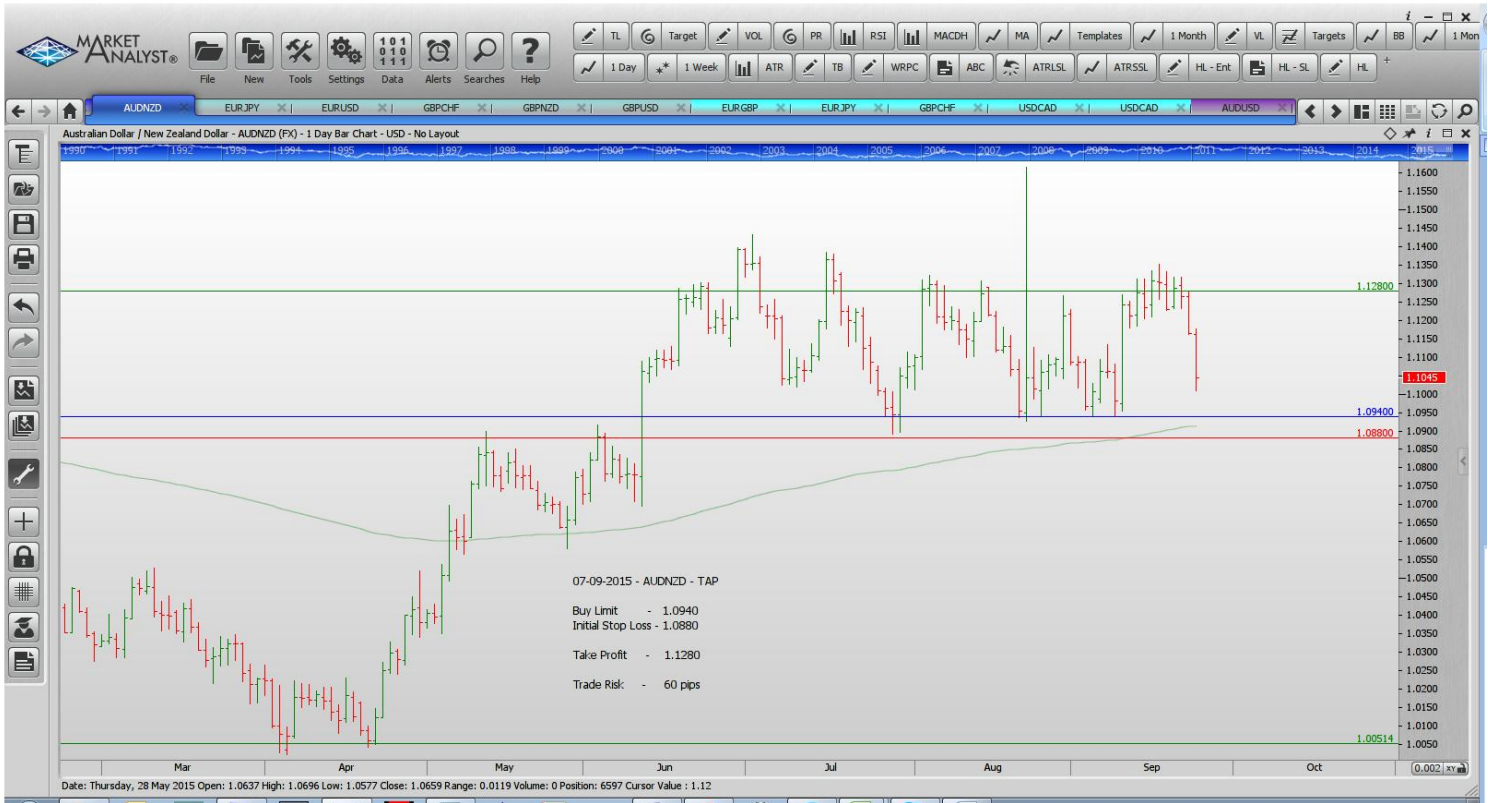 i
MARKET
ANALYST®
File New Tools Settings Data Alerts Searches Help
101
010
111
TL Target VOL PR RSI MACDH MA Templates 1 Month VL Targets BB 1 Mon
1 Day 1 Week ATR TB WRPC ABC ATRLSL ATRSSL HL - Ent HL - SL HL +
AUDNZD EURJPY EURUSD GBPCHF GBPNZD GBPUSD EURGBP EURJPY GBPCHF USDCAD USDCAD AUDUSD
Australian Dollar / New Zealand Dollar - AUDNZD (FX) - 1 Day Bar Chart - USD - No Layout
1990 1991 1992 1993 1994 1995 1996 1997 1998 1999 2000 2001 2002 2003 2004 2005 2006 2007 2008 2009 2010 2011 2012 2013 2014 2015
1.1600
1.1550
1.1500
1.1450
1.1400
1.1350
1.1300
1.12800
1.1250
1.1200
1.1150
1.1100
1.1045
1.1000
1.0950
1.09400
1.0900
1.08800
1.0850
1.0800
1.0750
1.0700
1.0650
1.0600
1.0550
1.0500
1.0450
1.0400
1.0350
1.0300
1.0250
1.0200
1.0150
1.0100
1.00514
1.0050
07-09-2015 - AUDNZD - TAP
Buy Limit - 1.0940
Initial Stop Loss - 1.0880
Take Profit - 1.1280
Trade Risk - 60 pips
Mar Apr May Jun Jul Aug Sep Oct
0.002 XY
Date: Thursday, 28 May 2015 Open: 1.0637 High: 1.0696 Low: 1.0577 Close: 1.0659 Range: 0.0119 Volume: 0 Position: 6597 Cursor Value : 1.12